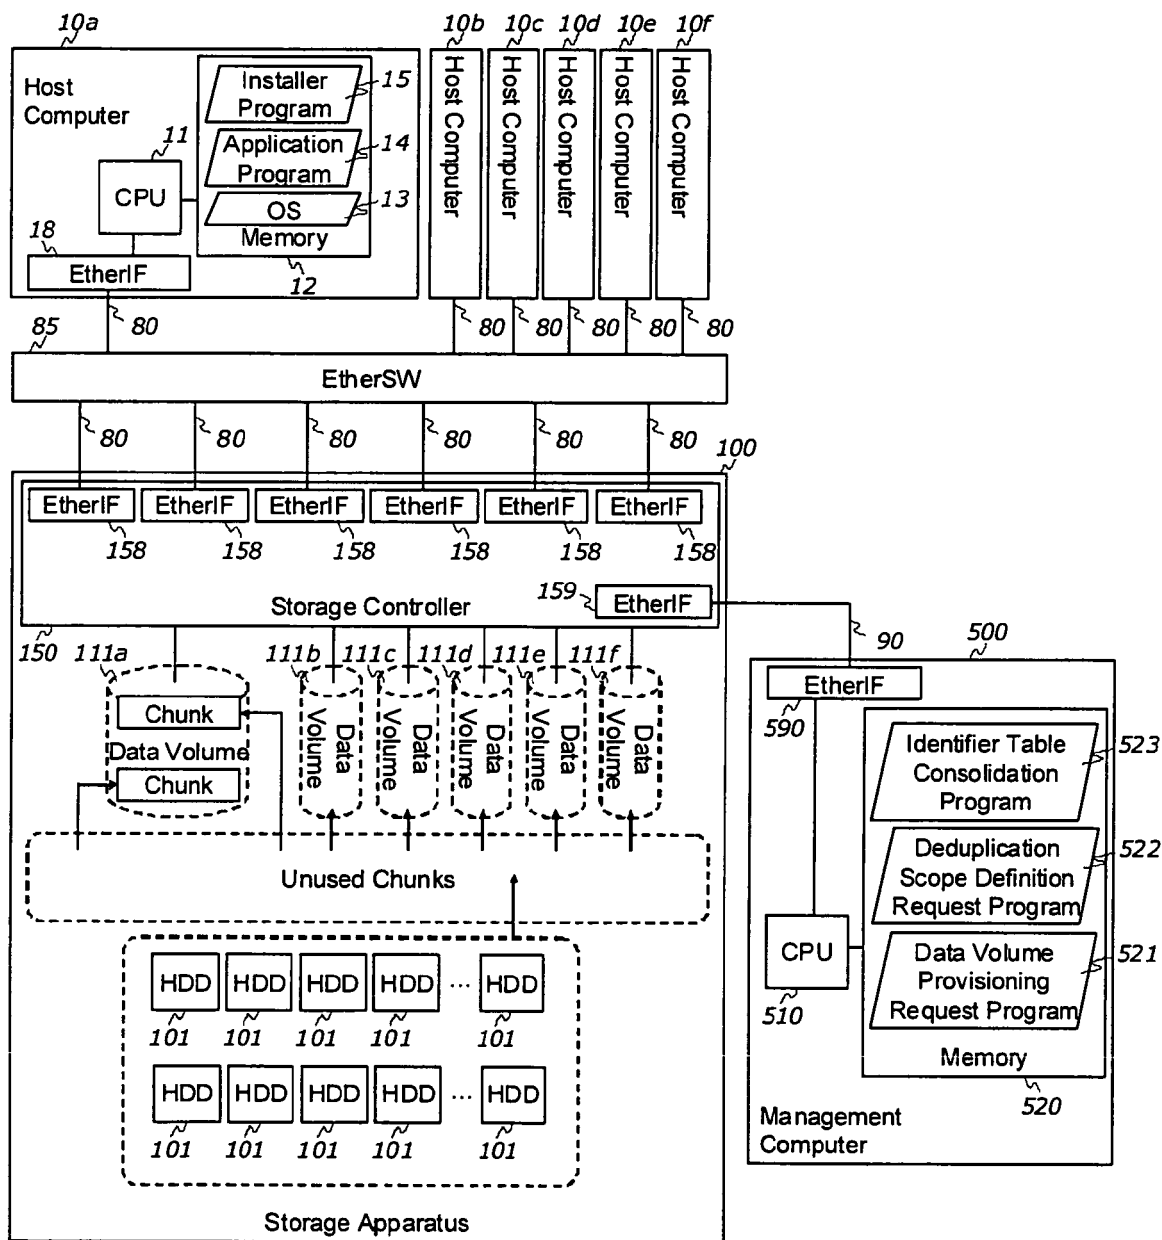 10a
10b
10c
10d
10e
10f
Host
Computer
Installer
Program
15
Application
Program
14
OS
13
Memory
12
11
CPU
18
EtherIF
Host Computer
Host Computer
Host Computer
Host Computer
Host Computer
80
80
80
80
80
80
85
EtherSW
80
80
80
80
80
80
100
EtherIF
EtherIF
EtherIF
EtherIF
EtherIF
EtherIF
158
158
158
158
158
158
159
EtherIF
Storage Controller
150
90
111a
111b
111c
111d
111e
111f
Chunk
Data Volume
Chunk
Data
Volume
Data
Volume
Data
Volume
Data
Volume
Data
Volume
Unused Chunks
HDD
HDD
HDD
HDD
...
HDD
101
101
101
101
101
HDD
HDD
HDD
HDD
...
HDD
101
101
101
101
101
Storage Apparatus
500
EtherIF
590
Identifier Table
Consolidation
Program
523
Deduplication
Scope Definition
Request Program
522
Data Volume
Provisioning
Request Program
521
CPU
510
Memory
520
Management
Computer